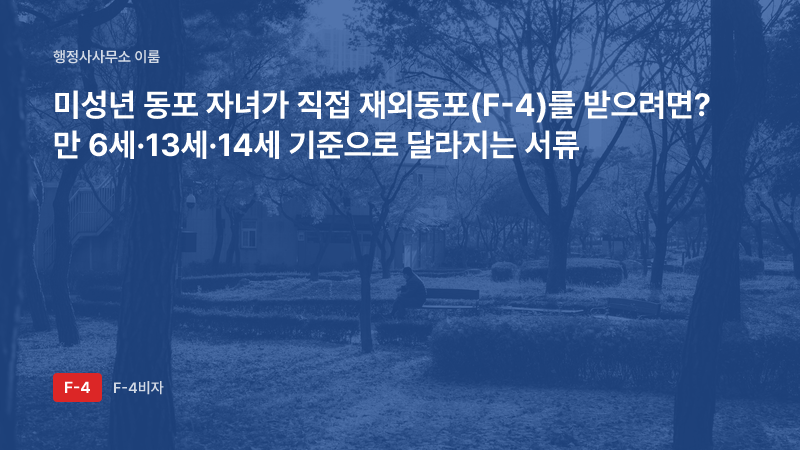 행정사사무소 이룸
미성년 동포 자녀가 직접 재외동포(F-4)를 받으려면?
만 6세·13세·14세 기준으로 달라지는 서류
F-4
F-4비자